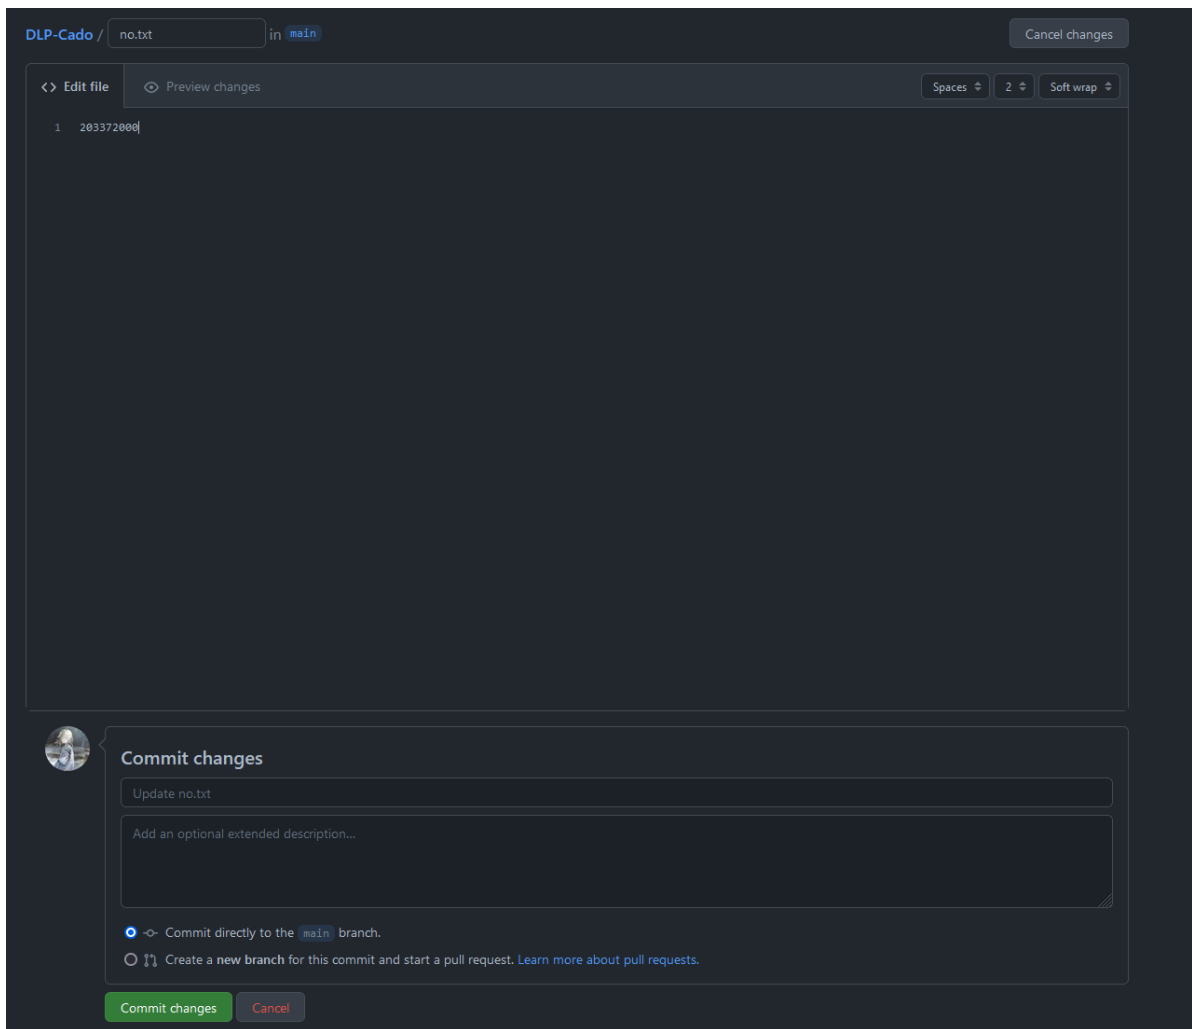 DLP-Cado / no.txt in main Cancel changes
<> Edit file Preview changes Spaces 2 Soft wrap
1 203372000
Commit changes
Update no.txt
Add an optional extended description...
Commit directly to the main branch.
Create a new branch for this commit and start a pull request. Learn more about pull requests.
Commit changes Cancel